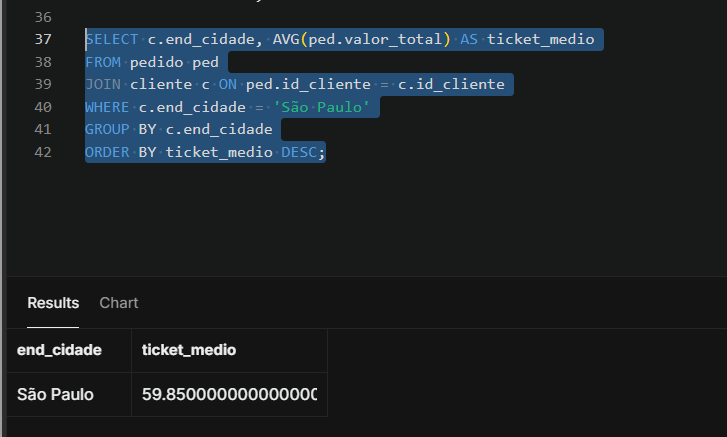 36
37 SELECT c.end_cidade, AVG(ped.valor_total) AS ticket_medio
38 FROM pedido ped
39 JOIN cliente c ON ped.id_cliente = c.id_cliente
40 WHERE c.end_cidade = 'São Paulo'
41 GROUP BY c.end_cidade
42 ORDER BY ticket_medio DESC;
Results Chart
end_cidade ticket_medio
São Paulo 59.850000000000000